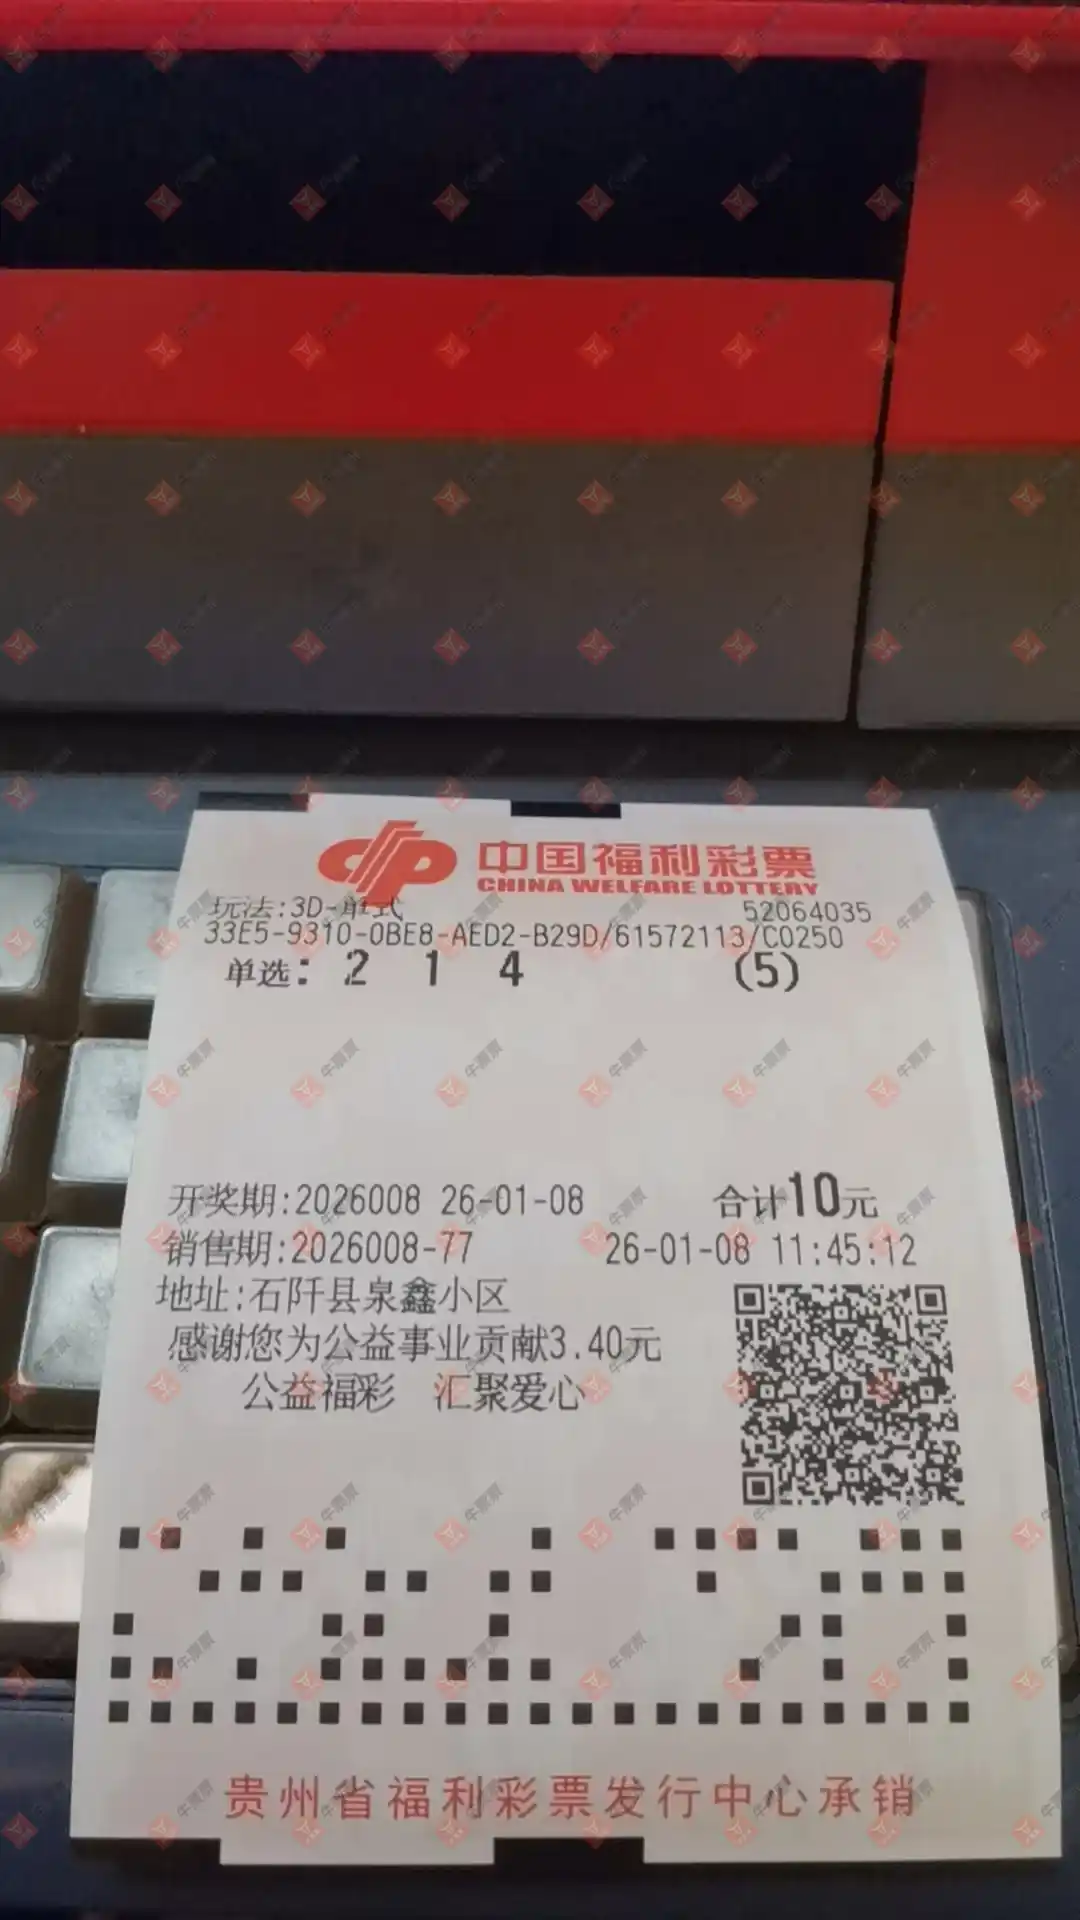 中国福利彩票
CHINA WELFARE LOTTERY
玩法:3D-单式 52064035
33E5-9310-0BE8-AED2-B29D/61572113/C0250
单选: 2 1 4 (5)
开奖期:2026008 26-01-08 合计10元
销售期:2026008-77 26-01-08 11:45:12
地址:石阡县泉鑫小区
感谢您为公益事业贡献3.40元
公益福彩 汇聚爱心
贵州省福利彩票发行中心承销